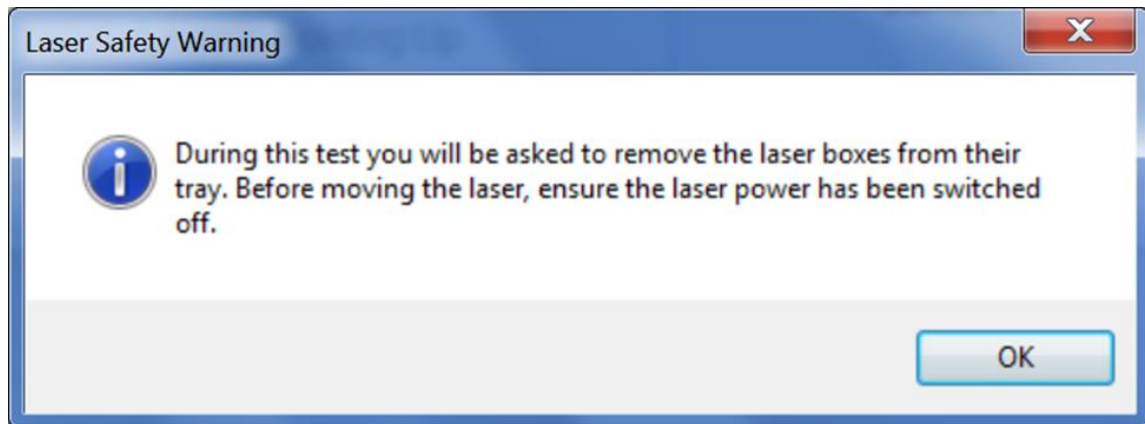 Laser Safety Warning
During this test you will be asked to remove the laser boxes from their
tray. Before moving the laser, ensure the laser power has been switched
off.
OK